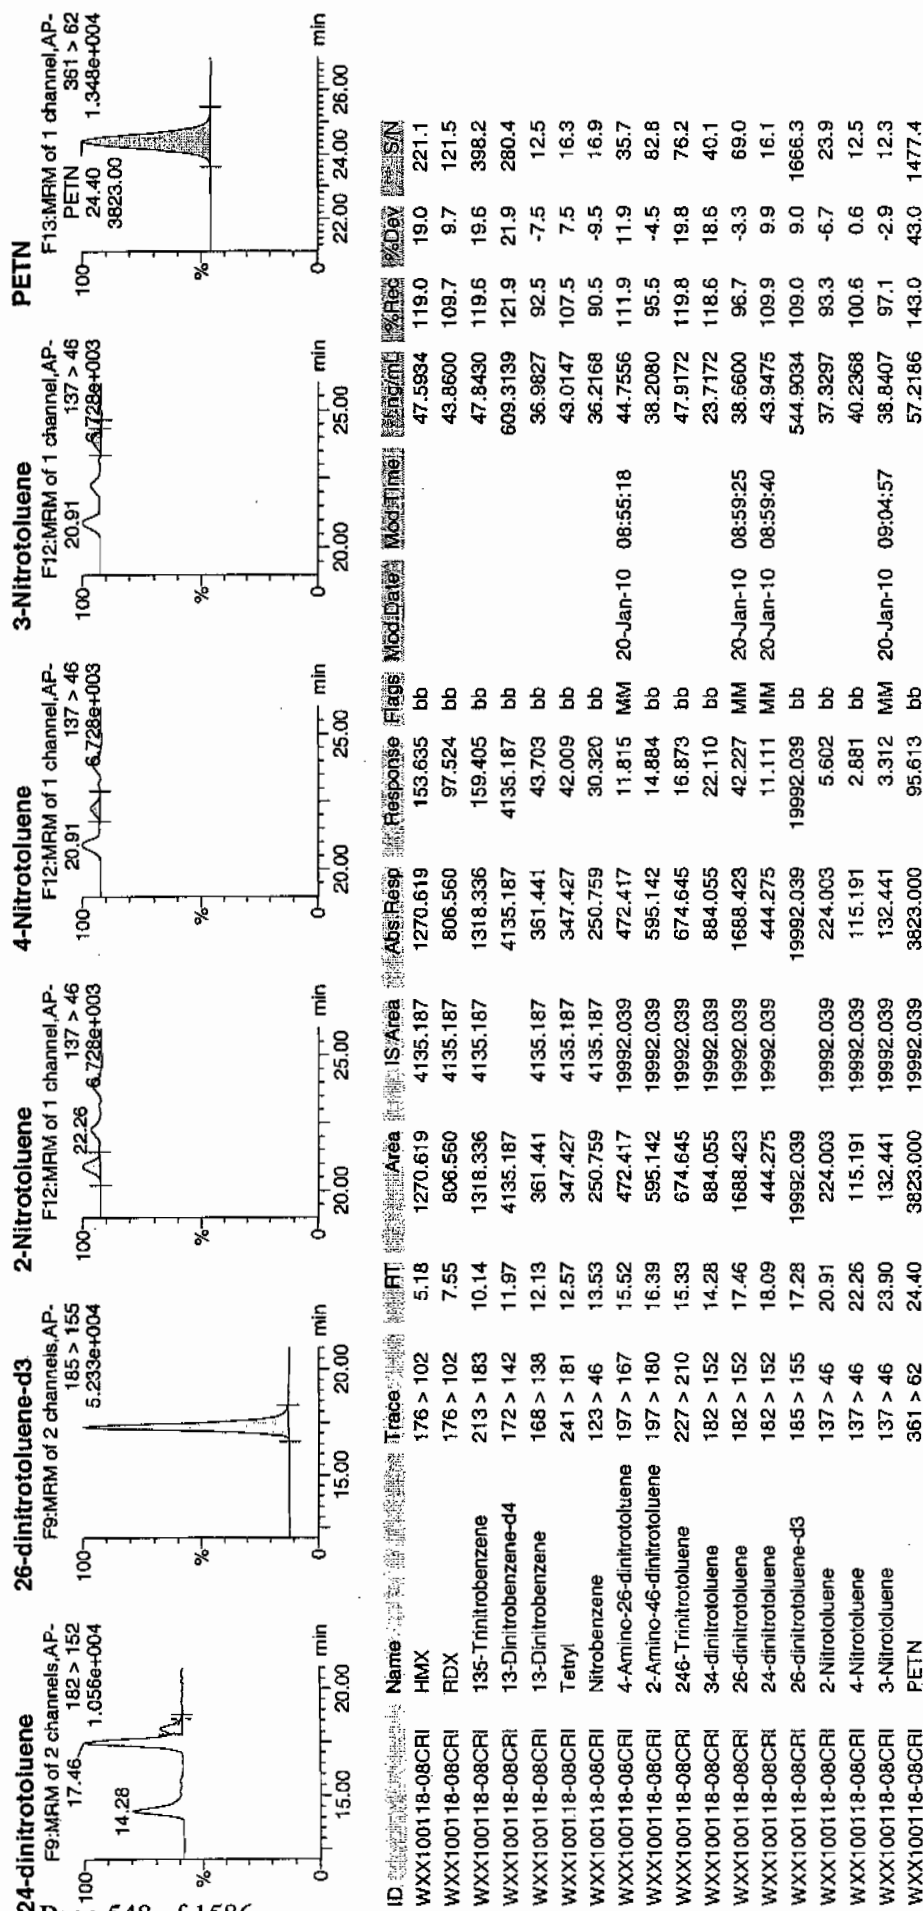 24-dinitrotoluene
F9:MRM of 2 channels,AP-
182 > 152
1.056e+004
17.46
14.28
100
%
0
15.00 20.00 min
26-dinitrotoluene-d3
F9:MRM of 2 channels,AP-
185 > 155
5.233e+004
100
%
0
15.00 20.00 min
2-Nitrotoluene
F12:MRM of 1 channel,AP-
137 > 46
6.728e+003
22.26
100
%
0
20.00 25.00 min
4-Nitrotoluene
F12:MRM of 1 channel,AP-
137 > 46
6.728e+003
20.91
100
%
0
20.00 25.00 min
3-Nitrotoluene
F12:MRM of 1 channel,AP-
137 > 46
6.728e+003
20.91
100
%
0
20.00 25.00 min
PETN
F13:MRM of 1 channel,AP-
PETN 361 > 62
24.40 1.348e+004
3823.00
100
%
0
22.00 24.00 26.00 min
ID Name Trace RT Area IS Area Abs Resp Response Flags Mod Date Mod Time ng/mL %Rec %Dev S/N
WXX100118-08CRI HMX 176 > 102 5.18 1270.619 4135.187 1270.619 153.635 bb 47.5934 119.0 19.0 221.1
WXX100118-08CRI RDX 176 > 102 7.55 806.560 4135.187 806.560 97.524 bb 43.8600 109.7 9.7 121.5
WXX100118-08CRI 135-Trinitrobenzene 213 > 183 10.14 1318.336 4135.187 1318.336 159.405 bb 47.8430 119.6 19.6 398.2
WXX100118-08CRI 13-Dinitrobenzene-d4 172 > 142 11.97 4135.187 4135.187 4135.187 bb 609.3139 121.9 21.9 280.4
WXX100118-08CRI 13-Dinitrobenzene 168 > 138 12.13 361.441 4135.187 361.441 43.703 bb 36.9827 92.5 -7.5 12.5
WXX100118-08CRI Tetryl 241 > 181 12.57 347.427 4135.187 347.427 42.009 bb 43.0147 107.5 7.5 16.3
WXX100118-08CRI Nitrobenzene 123 > 46 13.53 250.759 4135.187 250.759 30.320 bb 36.2168 90.5 -9.5 16.9
WXX100118-08CRI 4-Amino-26-dinitrotoluene 197 > 167 15.52 472.417 19992.039 472.417 11.815 MM 20-Jan-10 08:55:18 44.7556 111.9 11.9 35.7
WXX100118-08CRI 2-Amino-46-dinitrotoluene 197 > 180 16.39 595.142 19992.039 595.142 14.884 bb 38.2080 95.5 -4.5 82.8
WXX100118-08CRI 246-Trinitrotoluene 227 > 210 15.33 674.645 19992.039 674.645 16.873 bb 47.9172 119.8 19.8 76.2
WXX100118-08CRI 34-dinitrotoluene 182 > 152 14.28 884.055 19992.039 884.055 22.110 bb 23.7172 118.6 18.6 40.1
WXX100118-08CRI 26-dinitrotoluene 182 > 152 17.46 1688.423 19992.039 1688.423 42.227 MM 20-Jan-10 08:59:25 38.6600 96.7 -3.3 69.0
WXX100118-08CRI 24-dinitrotoluene 182 > 152 18.09 444.275 19992.039 444.275 11.111 MM 20-Jan-10 08:59:40 43.9475 109.9 9.9 16.1
WXX100118-08CRI 26-dinitrotoluene-d3 185 > 155 17.28 19992.039 19992.039 19992.039 bb 544.9034 109.0 9.0 1666.3
WXX100118-08CRI 2-Nitrotoluene 137 > 46 20.91 224.003 19992.039 224.003 5.602 bb 37.3297 93.3 -6.7 23.9
WXX100118-08CRI 4-Nitrotoluene 137 > 46 22.26 115.191 19992.039 115.191 2.881 bb 40.2368 100.6 0.6 12.5
WXX100118-08CRI 3-Nitrotoluene 137 > 46 23.90 132.441 19992.039 132.441 3.312 MM 20-Jan-10 09:04:57 38.8407 97.1 -2.9 12.3
WXX100118-08CRI PETN 361 > 62 24.40 3823.000 19992.039 3823.000 95.613 bb 57.2186 143.0 43.0 1477.4
548 of 1586